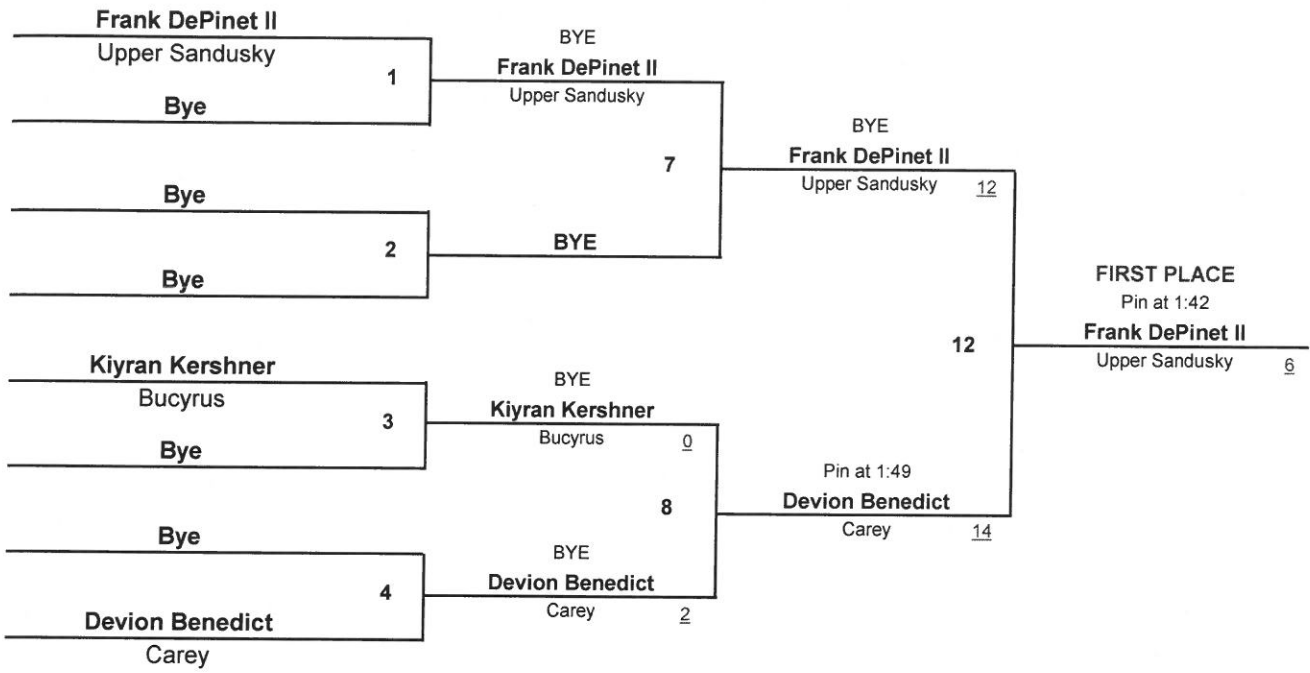 Frank DePinet II
Upper Sandusky
1
Bye
Bye
2
Bye
Kiyran Kershner
Bucyrus
3
Bye
Bye
4
Devion Benedict
Carey
BYE
Frank DePinet II
Upper Sandusky
7
BYE
BYE
Kiyran Kershner
Bucyrus 0
8
BYE
Devion Benedict
Carey 2
BYE
Frank DePinet II
Upper Sandusky 12
12
Pin at 1:49
Devion Benedict
Carey 14
FIRST PLACE
Pin at 1:42
Frank DePinet II
Upper Sandusky 6